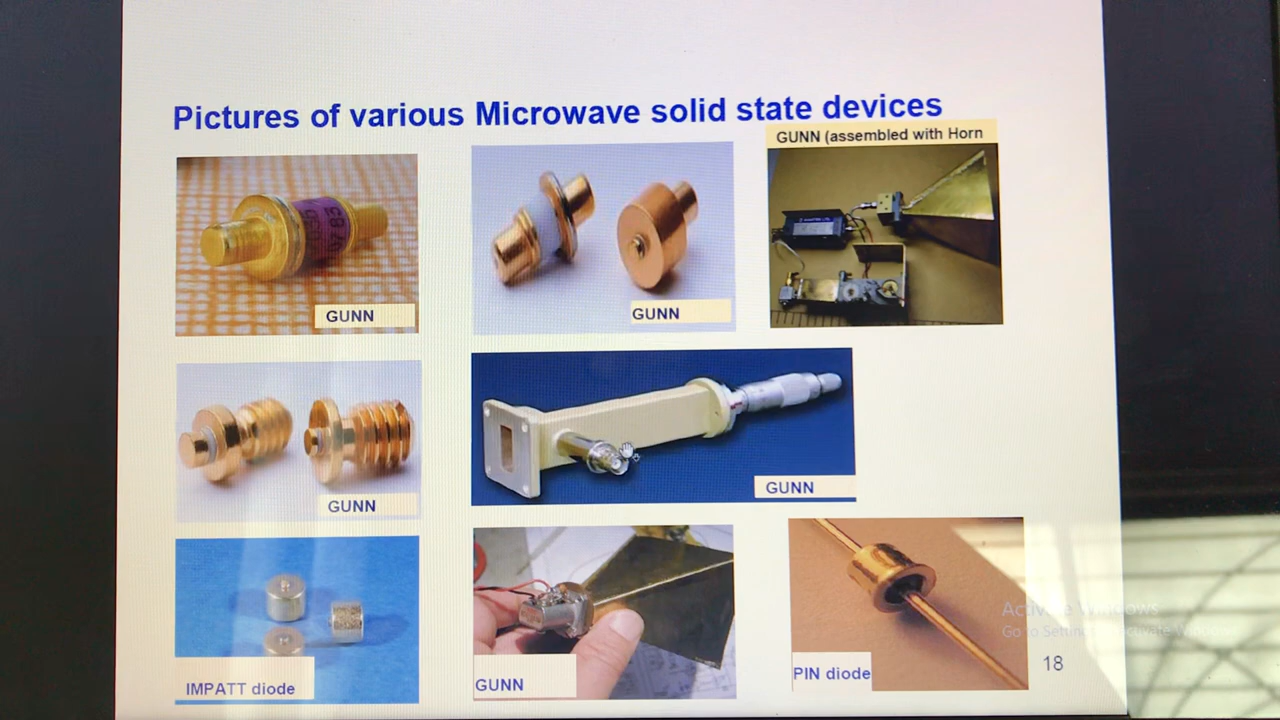 Pictures of various Microwave solid state devices
GUNN (assembled with Horn
GUNN
GUNN
GUNN
GUNN
IMPATT diode
GUNN
PIN diode
Activate Windows
Go to Settings to activate Windows.
18